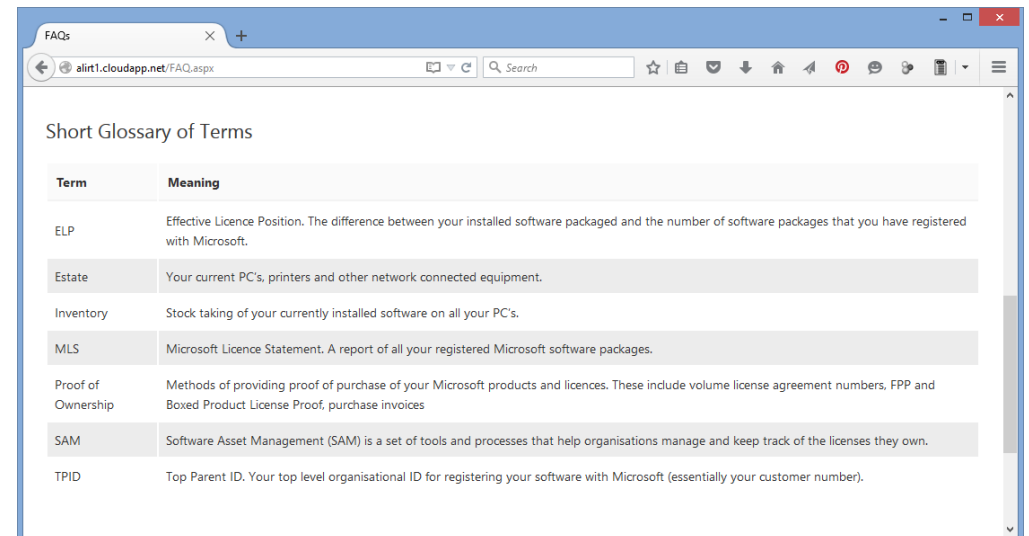 FAQs
alirt1.cloudapp.net/FAQ.aspx
Search
Short Glossary of Terms
Term Meaning
ELP Effective Licence Position. The difference between your installed software packaged and the number of software packages that you have registered
with Microsoft.
Estate Your current PC's, printers and other network connected equipment.
Inventory Stock taking of your currently installed software on all your PC's.
MLS Microsoft Licence Statement. A report of all your registered Microsoft software packages.
Proof of Methods of providing proof of purchase of your Microsoft products and licences. These include volume license agreement numbers, FPP and
Ownership Boxed Product License Proof, purchase invoices
SAM Software Asset Management (SAM) is a set of tools and processes that help organisations manage and keep track of the licenses they own.
TPID Top Parent ID. Your top level organisational ID for registering your software with Microsoft (essentially your customer number).